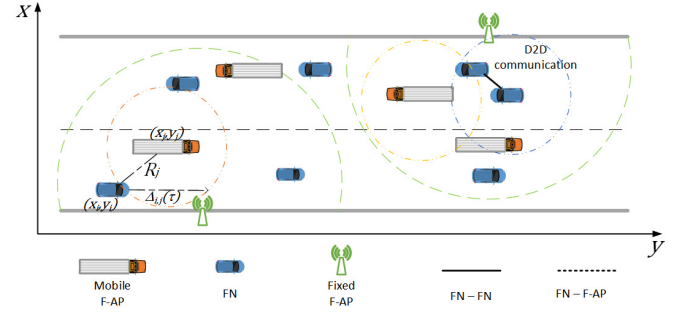 X
D2D
communication
(xⱼ,yⱼ)
Rⱼ
(xᵢ,yᵢ)
Δᵢ,ⱼ(τ)
y
Mobile
F-AP
FN
Fixed
F-AP
FN – FN
FN – F-AP